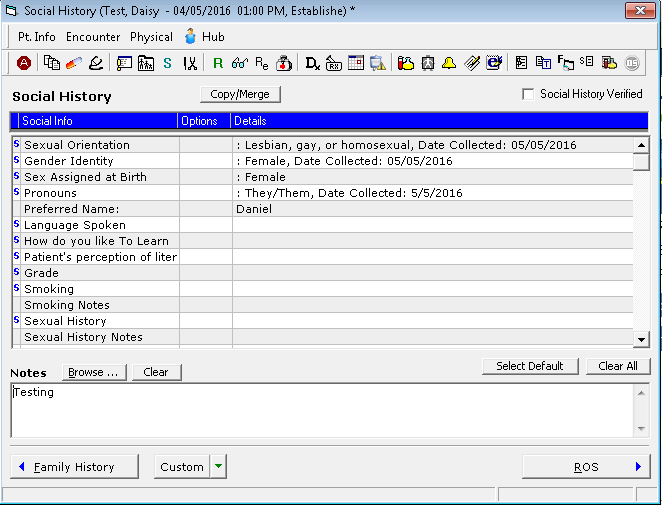 Social History (Test, Daisy - 04/05/2016 01:00 PM, Establishe) *
Pt. Info Encounter Physical Hub
A S R Re Dx Rx
Social History Copy/Merge Social History Verified
Social Info Options Details
S Sexual Orientation : Lesbian, gay, or homosexual, Date Collected: 05/05/2016
S Gender Identity : Female, Date Collected: 05/05/2016
S Sex Assigned at Birth : Female
S Pronouns : They/Them, Date Collected: 5/5/2016
Preferred Name: Daniel
S Language Spoken
S How do you like To Learn
S Patient's perception of liter
S Grade
S Smoking
Smoking Notes
S Sexual History
Sexual History Notes
Notes Browse ... Clear Select Default Clear All
Testing
Family History Custom ROS